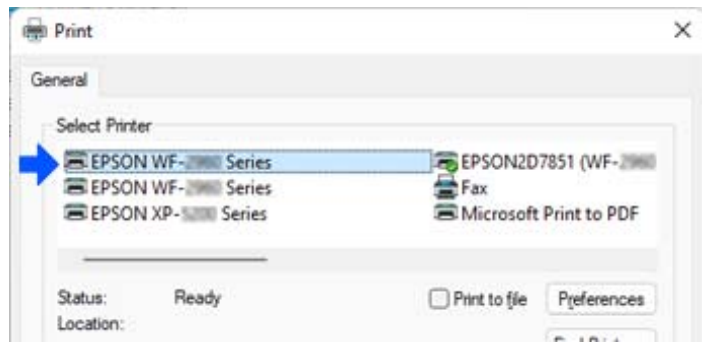 Print
General
Select Printer
EPSON WF- Series
EPSON2D7851 (WF-
EPSON WF- Series
Fax
EPSON XP- Series
Microsoft Print to PDF
Status: Ready
Print to file
Preferences
Location: